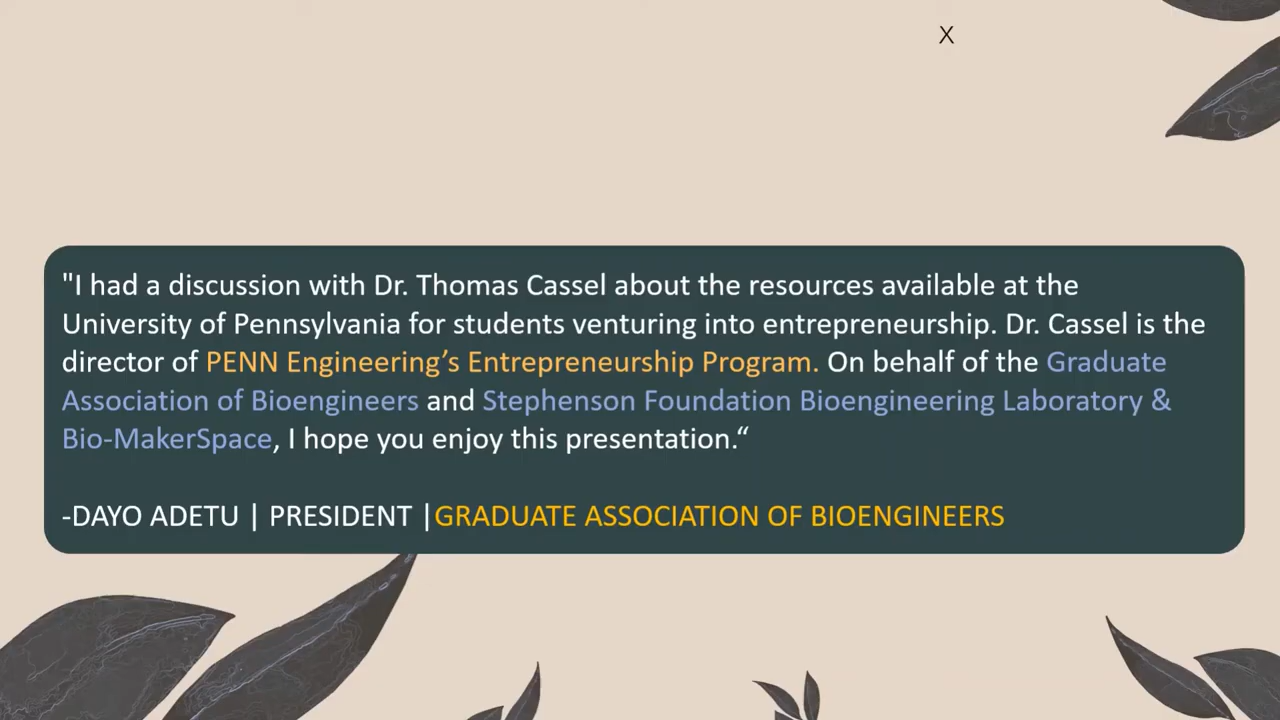 X
"I had a discussion with Dr. Thomas Cassel about the resources available at the
University of Pennsylvania for students venturing into entrepreneurship. Dr. Cassel is the
director of PENN Engineering’s Entrepreneurship Program. On behalf of the Graduate
Association of Bioengineers and Stephenson Foundation Bioengineering Laboratory &
Bio-MakerSpace, I hope you enjoy this presentation.“
-DAYO ADETU | PRESIDENT |GRADUATE ASSOCIATION OF BIOENGINEERS